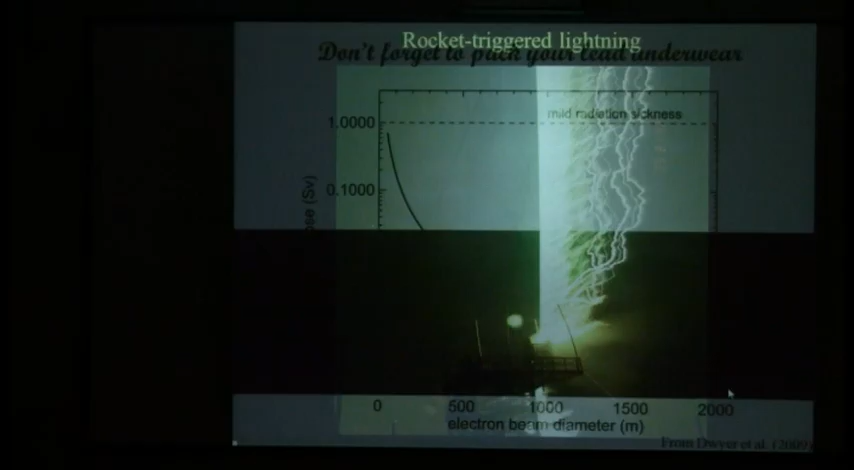 Rocket-triggered lightning
Don't forget to pack your lead underwear
mild radiation sickness
1.0000
0.1000
ose (Sv)
0 500 1000 1500 2000
electron beam diameter (m)
From Dwyer et al. (2009)